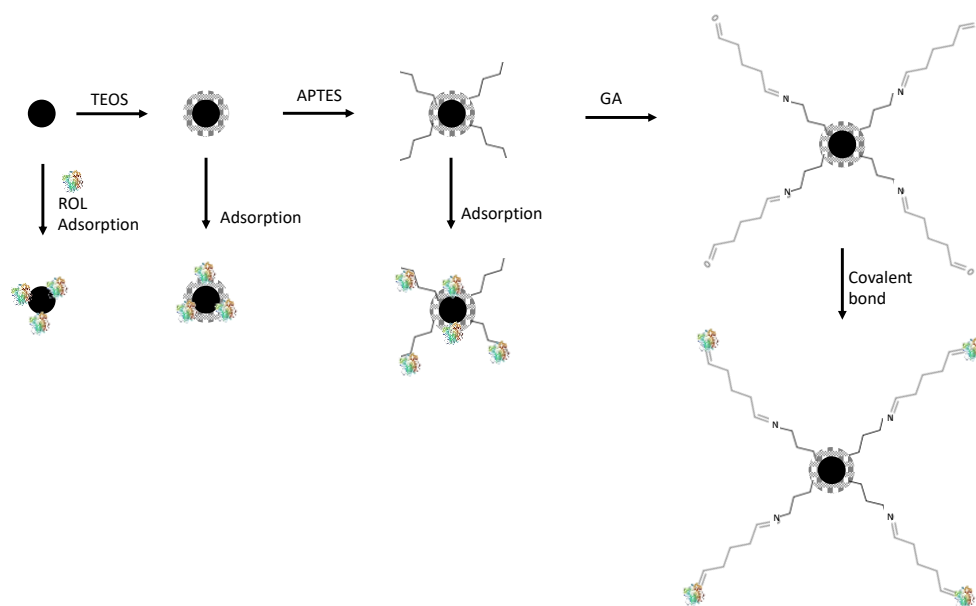 TEOS
APTES
GA
ROL
Adsorption
Adsorption
Adsorption
Covalent
bond
O
N
N
N
N
O
O
N
N
N
N